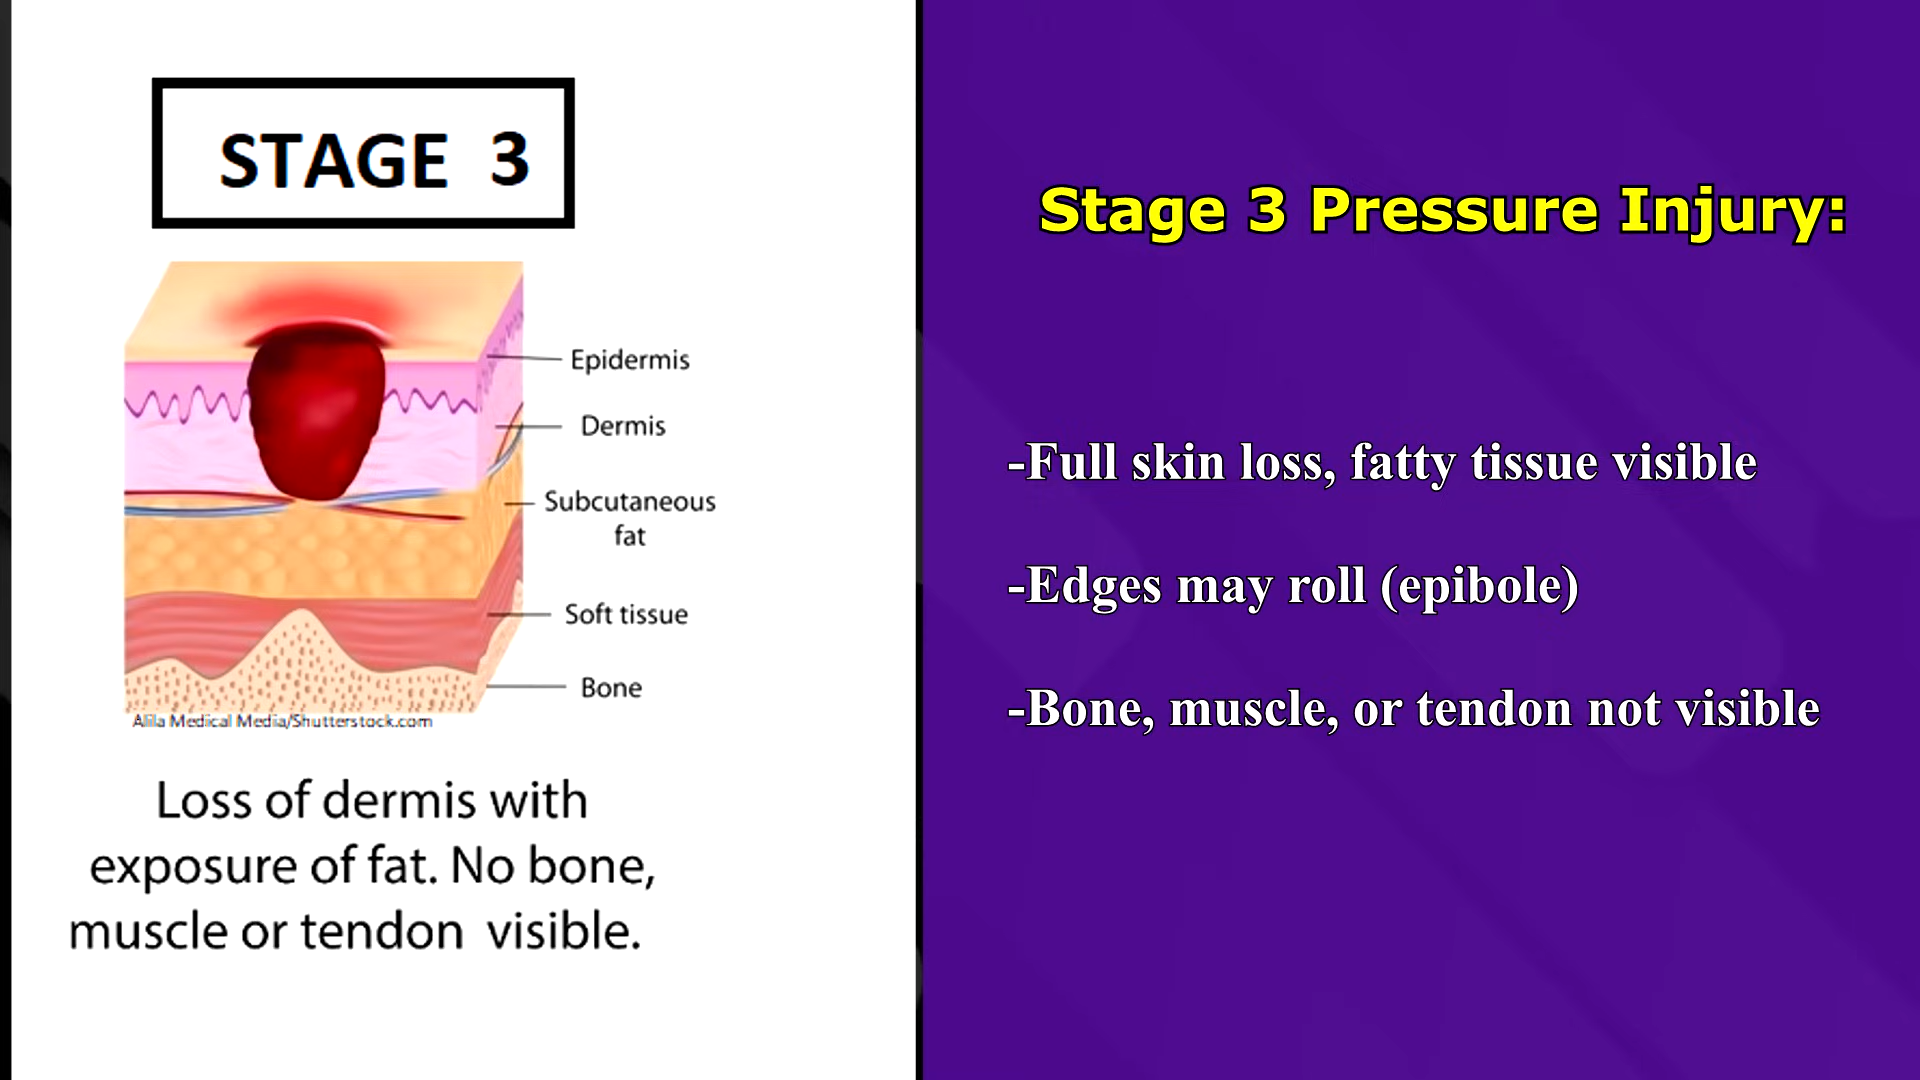 STAGE 3
Epidermis
Dermis
Subcutaneous
fat
Soft tissue
Bone
Alila Medical Media/Shutterstock.com
Loss of dermis with
exposure of fat. No bone,
muscle or tendon visible.
Stage 3 Pressure Injury:
-Full skin loss, fatty tissue visible
-Edges may roll (epibole)
-Bone, muscle, or tendon not visible